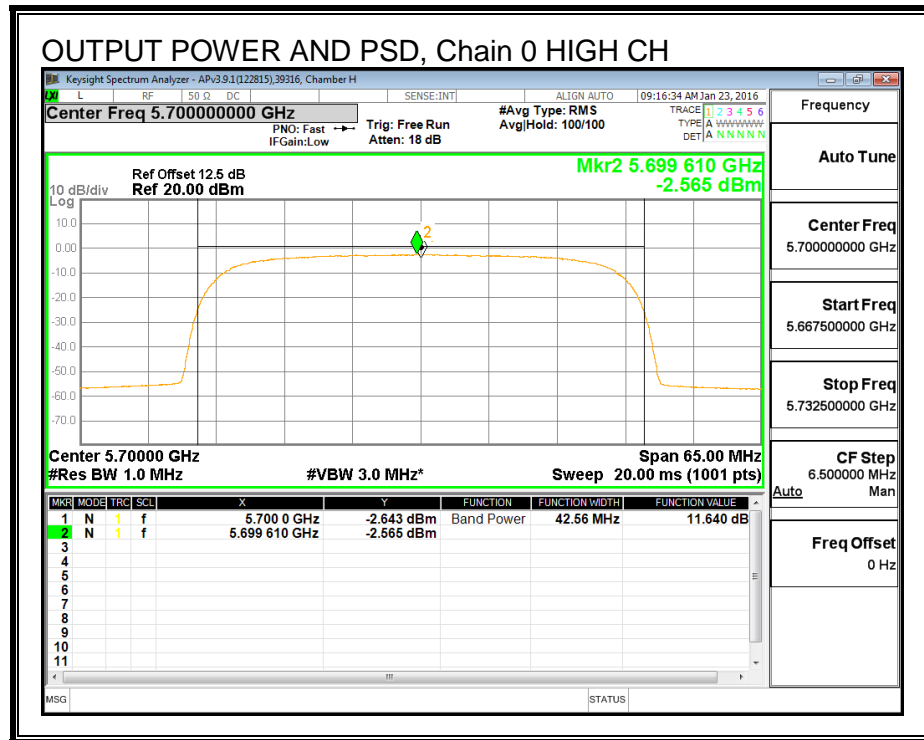 OUTPUT POWER AND PSD, Chain 0 HIGH CH
Keysight Spectrum Analyzer - APv3.9.1(122815),39316, Chamber H
LXI L RF 50 Ω DC SENSE:INT ALIGN AUTO 09:16:34 AM Jan 23, 2016
Center Freq 5.700000000 GHz
PNO: Fast
IFGain:Low
Trig: Free Run
Atten: 18 dB
#Avg Type: RMS
Avg|Hold: 100/100
TRACE 1 2 3 4 5 6
TYPE A WWWWW
DET A N N N N N
Mkr2 5.699 610 GHz
-2.565 dBm
Ref Offset 12.5 dB
10 dB/div Ref 20.00 dBm
Log
10.0
0.00
-10.0
-20.0
-30.0
-40.0
-50.0
-60.0
-70.0
2
Center 5.70000 GHz Span 65.00 MHz
#Res BW 1.0 MHz #VBW 3.0 MHz* Sweep 20.00 ms (1001 pts)
MKR MODE TRC SCL X Y FUNCTION FUNCTION WIDTH FUNCTION VALUE
1 N 1 f 5.700 0 GHz -2.643 dBm Band Power 42.56 MHz 11.640 dB
2 N 1 f 5.699 610 GHz -2.565 dBm
3
4
5
6
7
8
9
10
11
MSG STATUS
Frequency
Auto Tune
Center Freq
5.700000000 GHz
Start Freq
5.667500000 GHz
Stop Freq
5.732500000 GHz
CF Step
6.500000 MHz
Auto Man
Freq Offset
0 Hz